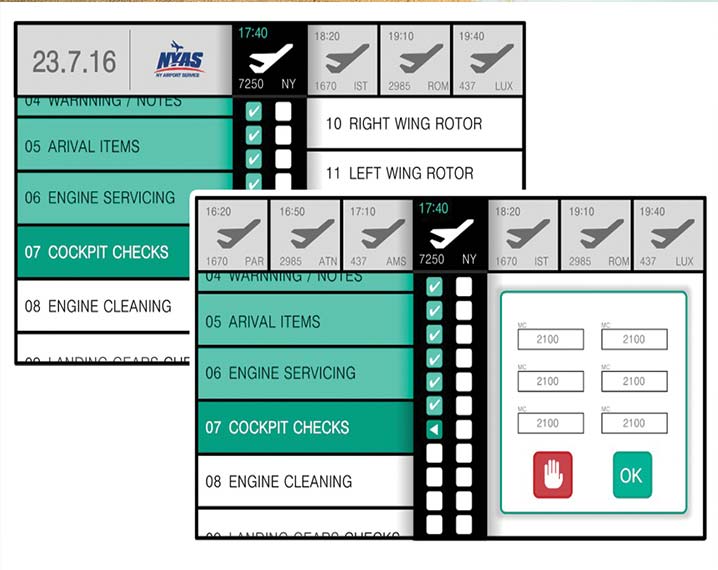 23.7.16
NYAS
NY AIRPORT SERVICE
17:40
7250 NY
18:20
1670 IST
19:10
2985 ROM
19:40
437 LUX
04 WARNNING / NOTES
05 ARIVAL ITEMS
06 ENGINE SERVICING
07 COCKPIT CHECKS
08 ENGINE CLEANING
09 LANDING GEARS CHE
10 RIGHT WING ROTOR
11 LEFT WING ROTOR
16:20
1670 PAR
16:50
2985 ATN
17:10
437 AMS
17:40
7250 NY
18:20
1670 IST
19:10
2985 ROM
19:40
437 LUX
04 WARNNING / NOTES
05 ARIVAL ITEMS
06 ENGINE SERVICING
07 COCKPIT CHECKS
08 ENGINE CLEANING
09 LANDING GEARS CHECKS
MC MC
2100 2100
MC MC
2100 2100
MC MC
2100 2100
OK